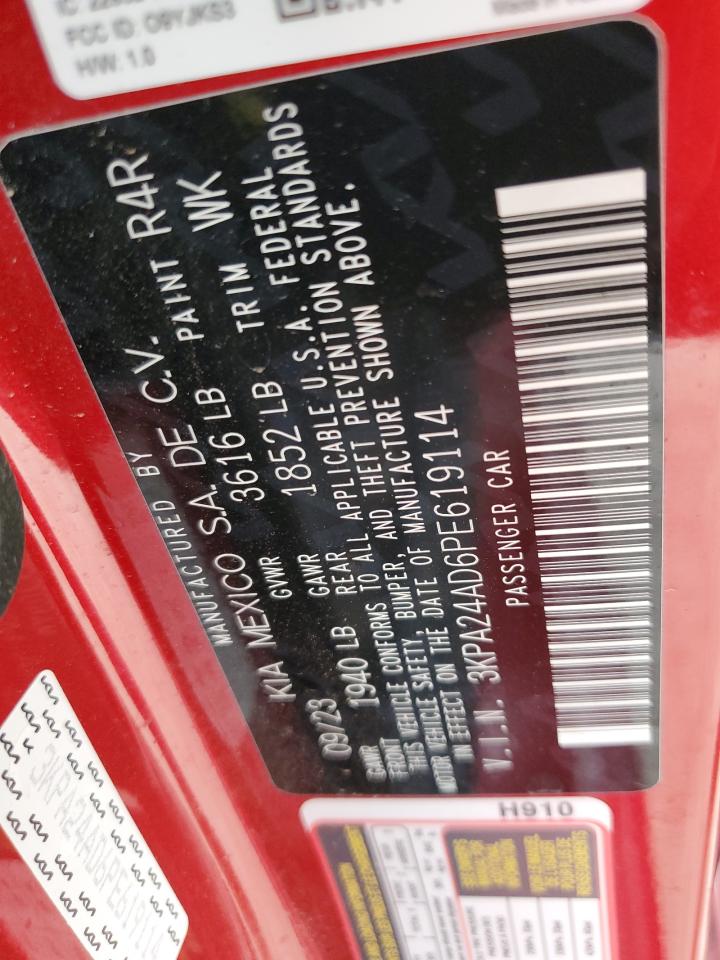 FCC ID: O9YJKS3
H/W: 1.0
MANUFACTURED BY
KIA MEXICO S.A. DE C.V. PAINT R4R
09/23 GVWR 3616 LB TRIM WK
GAWR FRONT 1940 LB GAWR REAR 1852 LB
THIS VEHICLE CONFORMS TO ALL APPLICABLE U.S.A. FEDERAL
MOTOR VEHICLE SAFETY, BUMPER, AND THEFT PREVENTION STANDARDS
IN EFFECT ON THE DATE OF MANUFACTURE SHOWN ABOVE.
V.I.N. 3KPA24AD6PE619114
PASSENGER CAR
H910
3KPA24AD6PE619114